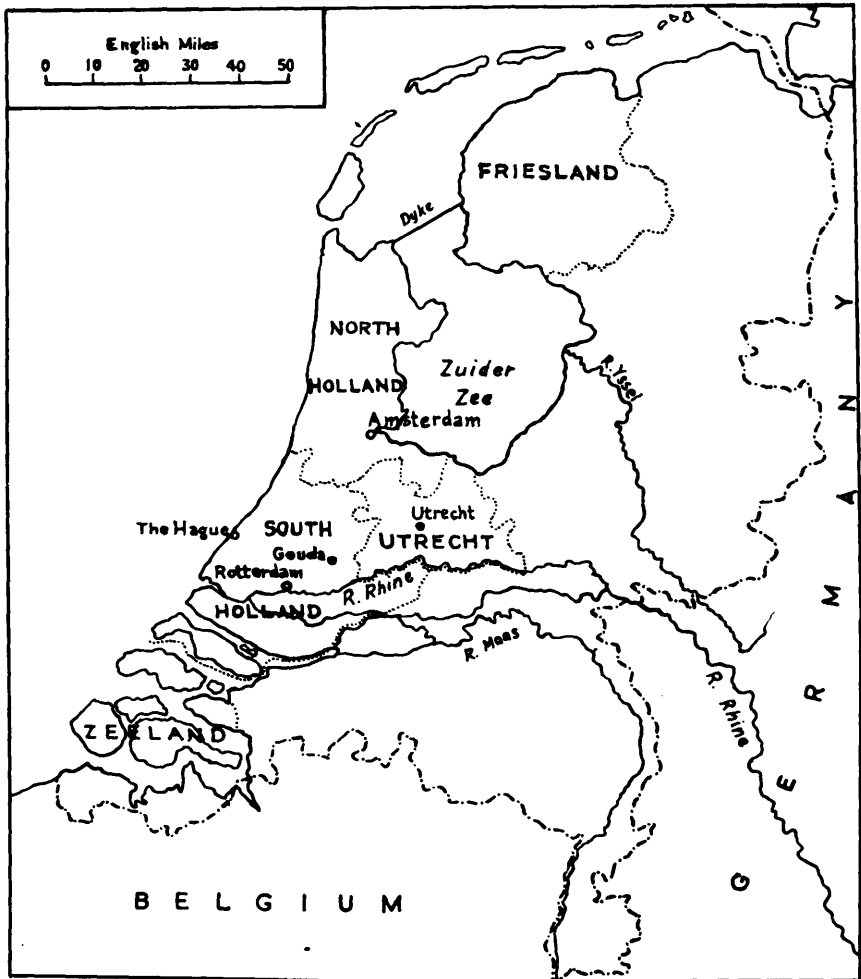 English Miles
0 10 20 30 40 50
FRIESLAND
Dyke
NORTH
HOLLAND
Zuider
Zee
R. Yssel
Amsterdam
The Hague
SOUTH
Utrecht
UTRECHT
Gouda
Rotterdam
R. Rhine
HOLLAND
R. Maas
R. Rhine
ZEELAND
GERMANY
BELGIUM